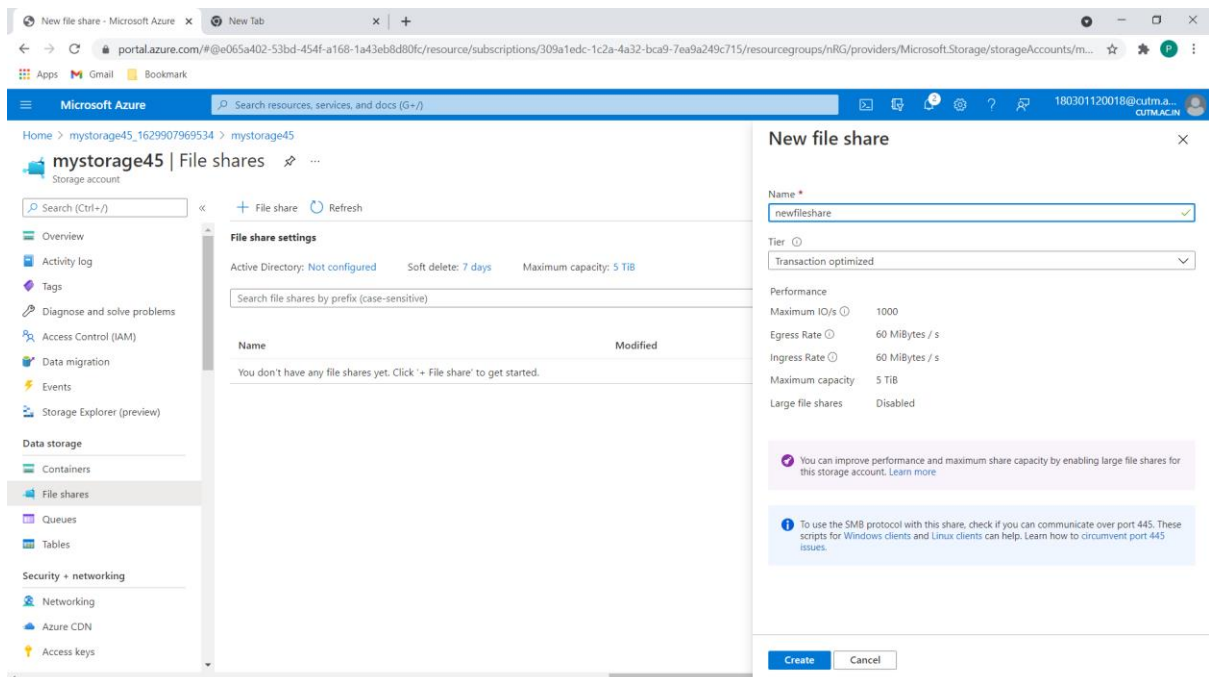 New file share - Microsoft Azure
New Tab
portal.azure.com/#@e065a402-53bd-454f-a168-1a43eb8d80fc/resource/subscriptions/309a1edc-1c2a-4a32-bca9-7ea9a249c715/resourcegroups/nRG/providers/Microsoft.Storage/storageAccounts/m...
P
Apps
Gmail
Bookmark
Microsoft Azure
Search resources, services, and docs (G+/)
2
180301120018@cutm.a...
CUTM.AC.IN
Home > mystorage45_1629907969534 > mystorage45
mystorage45 | File shares
Storage account
Search (Ctrl+/)
Overview
Activity log
Tags
Diagnose and solve problems
Access Control (IAM)
Data migration
Events
Storage Explorer (preview)
Data storage
Containers
File shares
Queues
Tables
Security + networking
Networking
Azure CDN
Access keys
+ File share
Refresh
File share settings
Active Directory: Not configured Soft delete: 7 days Maximum capacity: 5 TiB
Search file shares by prefix (case-sensitive)
Name Modified
You don't have any file shares yet. Click '+ File share' to get started.
New file share
Name *
newfileshare
Tier
Transaction optimized
Performance
Maximum IO/s 1000
Egress Rate 60 MiBytes / s
Ingress Rate 60 MiBytes / s
Maximum capacity 5 TiB
Large file shares Disabled
You can improve performance and maximum share capacity by enabling large file shares for
this storage account. Learn more
To use the SMB protocol with this share, check if you can communicate over port 445. These
scripts for Windows clients and Linux clients can help. Learn how to circumvent port 445
issues.
Create
Cancel